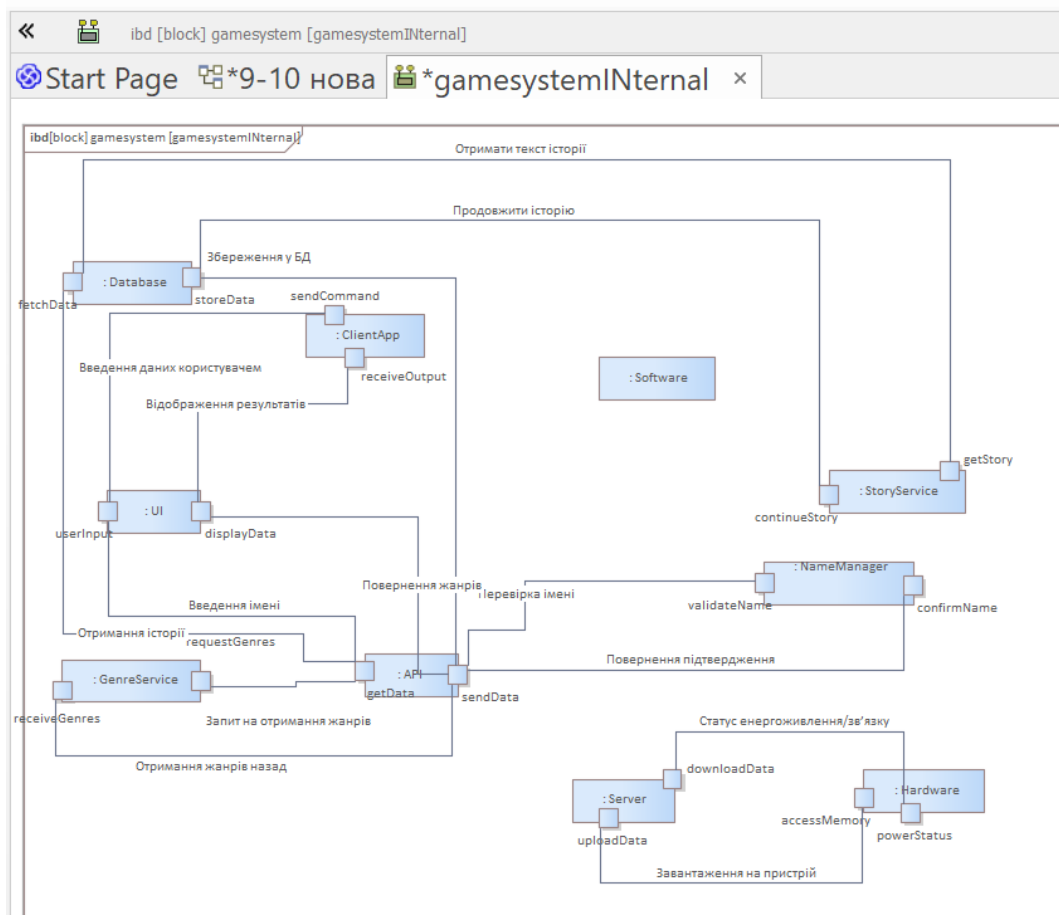 ibd [block] gamesystem [gamesystemINternal]
Start Page *9-10 нова *gamesystemINternal ×
ibd[block] gamesystem [gamesystemINternal]
Отримати текст історії
Продовжити історію
Збереження у БД
: Database
fetchData
storeData
sendCommand
: ClientApp
Введення даних користувачем
receiveOutput
: Software
Відображення результатів
getStory
: StoryService
continueStory
: UI
userInput
displayData
: NameManager
Повернення жанрів
Перевірка імені
validateName
confirmName
Введення імені
Отримання історії
requestGenres
Повернення підтвердження
: GenreService
: API
getData
sendData
receiveGenres
Запит на отримання жанрів
Статус енергоживлення/зв'язку
Отримання жанрів назад
downloadData
: Server
: Hardware
accessMemory
powerStatus
uploadData
Завантаження на пристрій